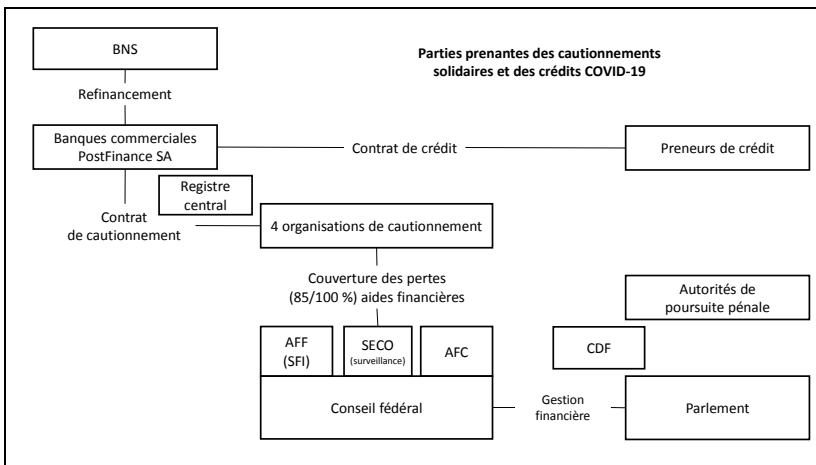 BNS
Parties prenantes des cautionnements
solidaires et des crédits COVID-19
Refinancement
Banques commerciales
PostFinance SA
Contrat de crédit
Preneurs de crédit
Registre
central
Contrat
de cautionnement
4 organisations de cautionnement
Couverture des pertes
(85/100 %) aides financières
Autorités de
poursuite pénale
AFF
(SFI)
SECO
(surveillance)
AFC
CDF
Conseil fédéral
Gestion
financière
Parlement